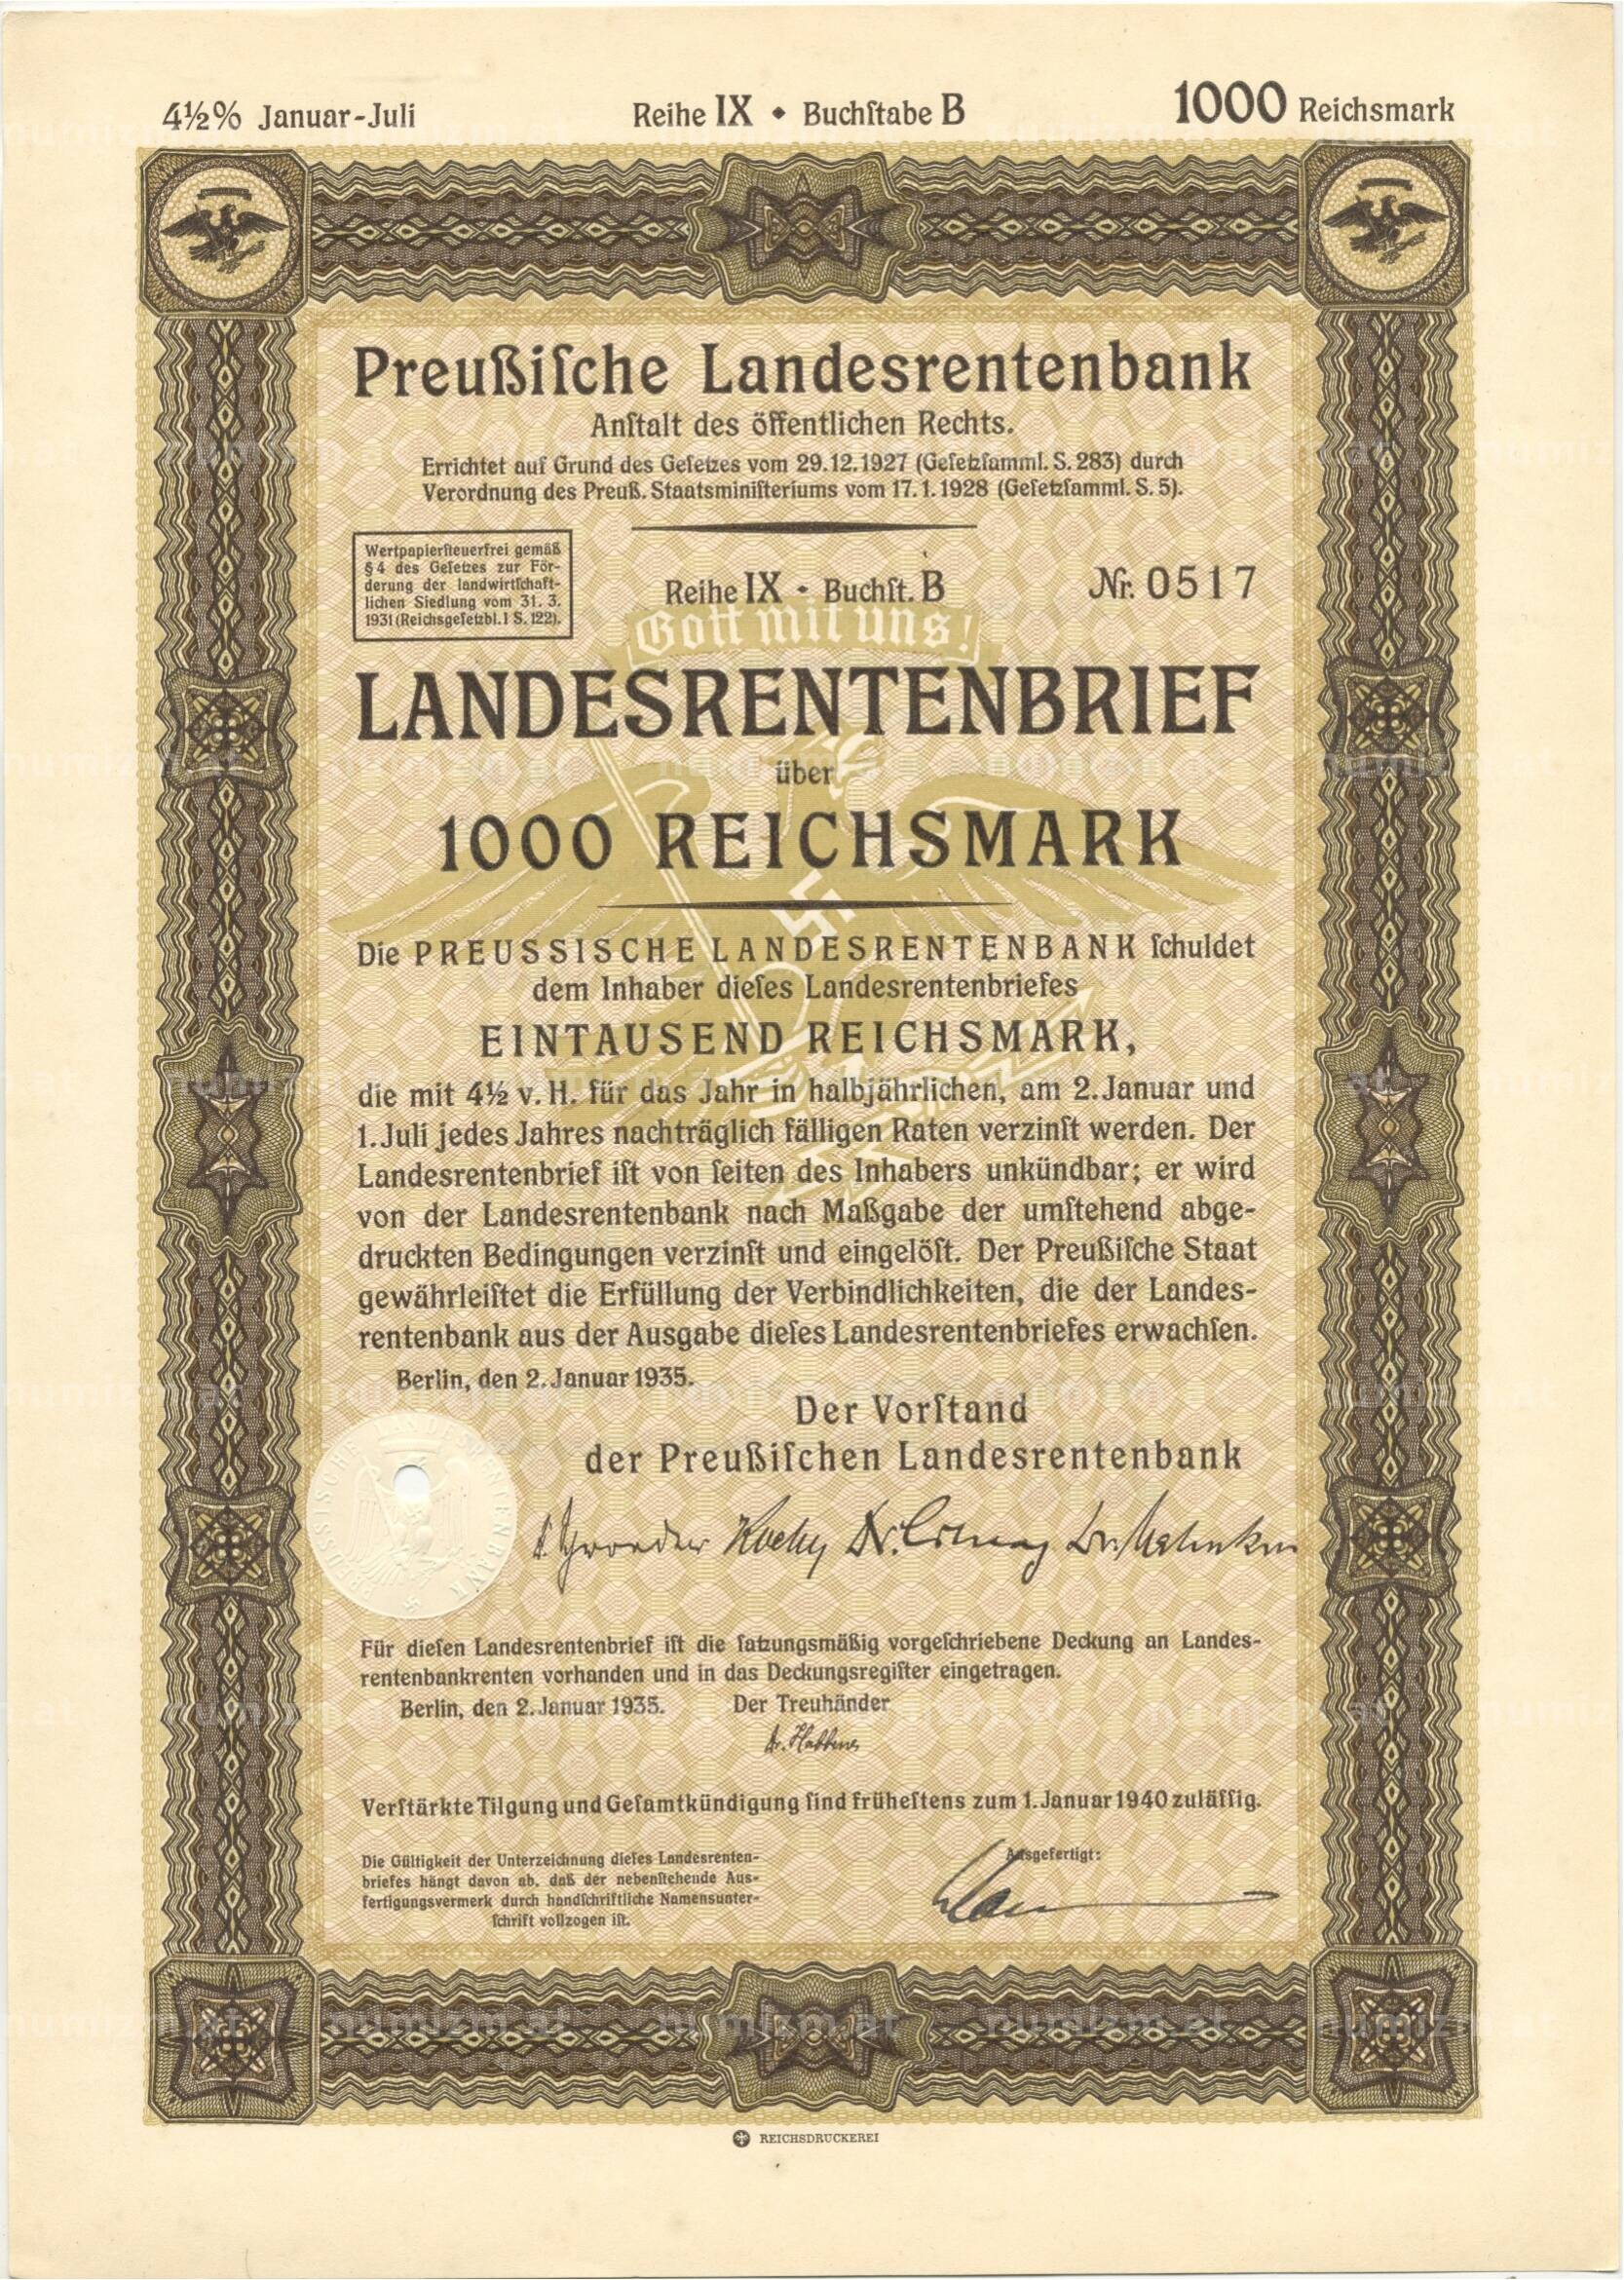 4½% Januar-Juli Reihe IX • Buchſtabe B 1000 Reichsmark
Preußiſche Landesrentenbank
Anſtalt des öffentlichen Rechts.
Errichtet auf Grund des Geſetzes vom 29.12.1927 (Geſetzſamml. S. 283) durch
Verordnung des Preuß. Staatsminiſteriums vom 17.1.1928 (Geſetzſamml. S. 5).
Wertpapierſteuerfrei gemäß
§ 4 des Geſetzes zur För-
derung der landwirtſchaft-
lichen Siedlung vom 31. 3.
1931 (Reichsgeſetzbl. I S. 122).
Reihe IX • Buchſt. B Nr. 0517
Gott mit uns!
LANDESRENTENBRIEF
über
1000 REICHSMARK
Die PREUSSISCHE LANDESRENTENBANK ſchuldet
dem Inhaber dieſes Landesrentenbriefes
EINTAUSEND REICHSMARK,
die mit 4½ v. H. für das Jahr in halbjährlichen, am 2. Januar und
1. Juli jedes Jahres nachträglich fälligen Raten verzinſt werden. Der
Landesrentenbrief iſt von ſeiten des Inhabers unkündbar; er wird
von der Landesrentenbank nach Maßgabe der umſtehend abge-
druckten Bedingungen verzinſt und eingelöſt. Der Preußiſche Staat
gewährleiſtet die Erfüllung der Verbindlichkeiten, die der Landes-
rentenbank aus der Ausgabe dieſes Landesrentenbriefes erwachſen.
Berlin, den 2. Januar 1935.
Der Vorſtand
der Preußiſchen Landesrentenbank
PREUSSISCHE LANDESRENTENBANK
Für dieſen Landesrentenbrief iſt die ſatzungsmäßig vorgeſchriebene Deckung an Landes-
rentenbankrenten vorhanden und in das Deckungsregiſter eingetragen.
Berlin, den 2. Januar 1935. Der Treuhänder
Verſtärkte Tilgung und Geſamtkündigung ſind früheſtens zum 1. Januar 1940 zuläſſig.
Die Gültigkeit der Unterzeichnung dieſes Landesrenten-
briefes hängt davon ab, daß der nebenſtehende Aus-
fertigungsvermerk durch handſchriftliche Namensunter-
ſchrift vollzogen iſt.
Ausgefertigt:
REICHSDRUCKEREI
numizm.at